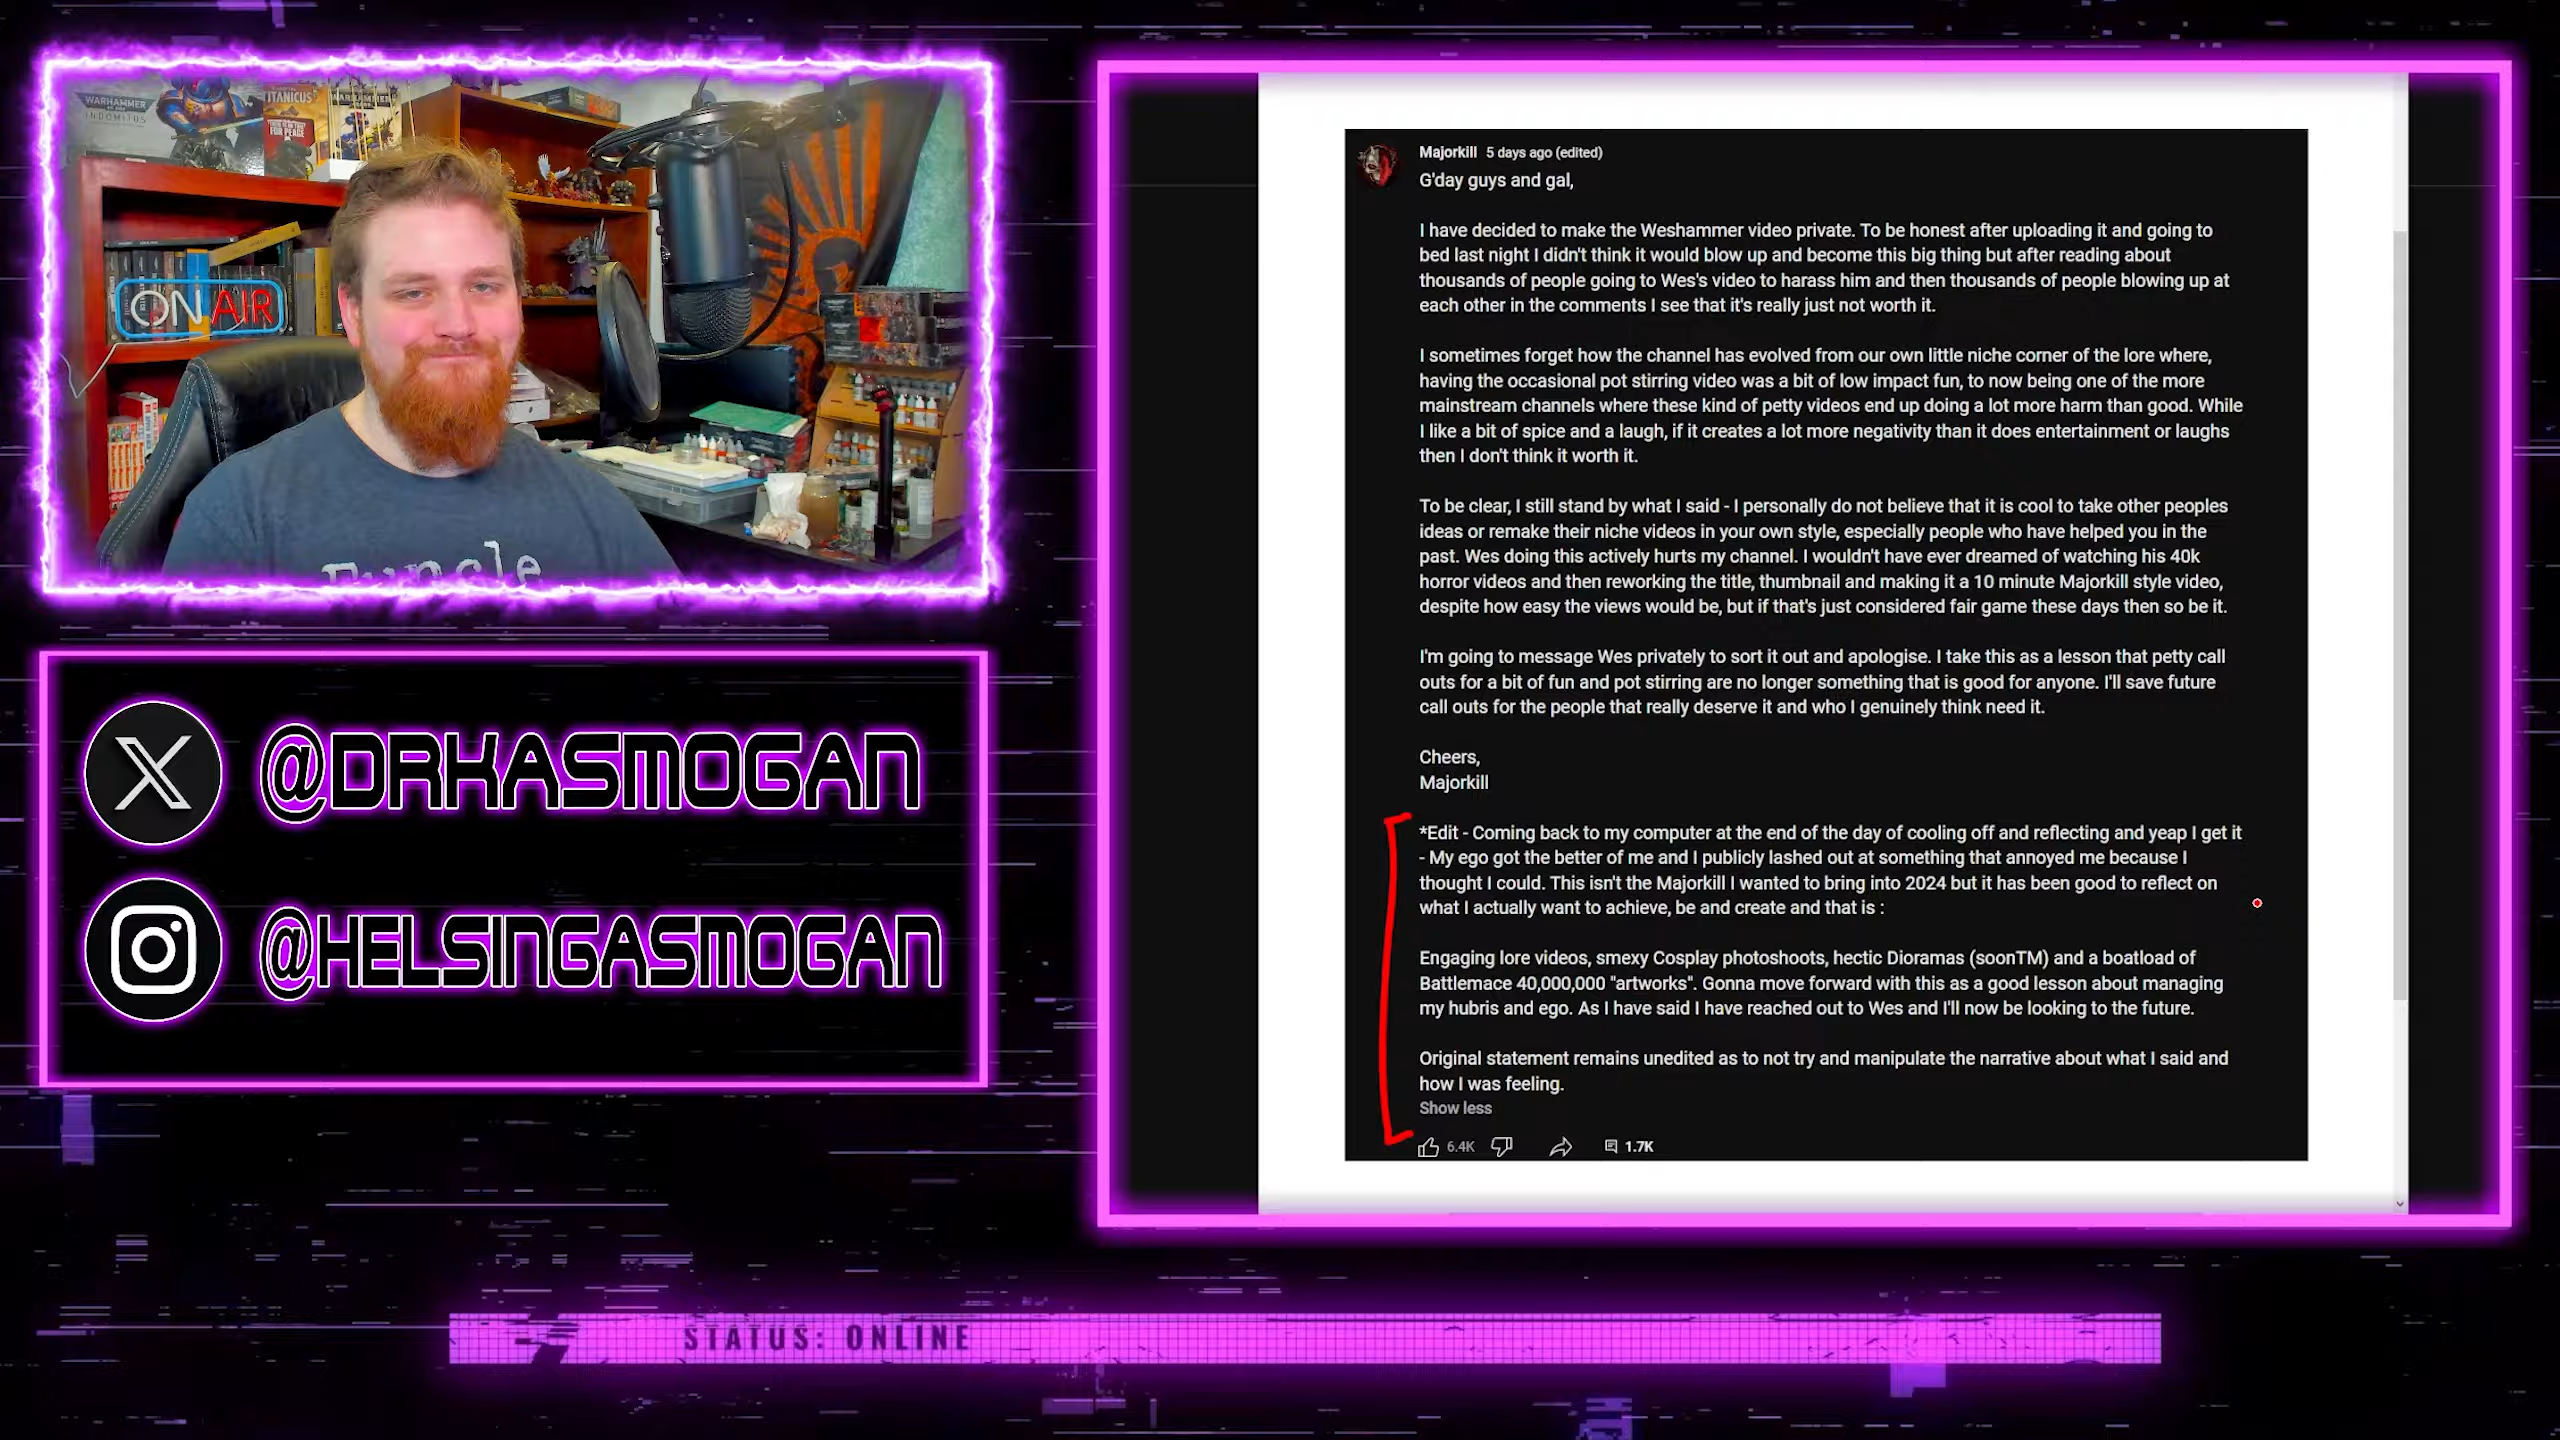 WARHAMMER
INDOMITUS
TITANICUS
FOR PEACE
WARHAMMER
ON AIR
@DRKASMOGAN
@HELSINGASMOGAN
Majorkill 5 days ago (edited)
G'day guys and gal,
I have decided to make the Weshammer video private. To be honest after uploading it and going to
bed last night I didn't think it would blow up and become this big thing but after reading about
thousands of people going to Wes's video to harass him and then thousands of people blowing up at
each other in the comments I see that it's really just not worth it.
I sometimes forget how the channel has evolved from our own little niche corner of the lore where,
having the occasional pot stirring video was a bit of low impact fun, to now being one of the more
mainstream channels where these kind of petty videos end up doing a lot more harm than good. While
I like a bit of spice and a laugh, if it creates a lot more negativity than it does entertainment or laughs
then I don't think it worth it.
To be clear, I still stand by what I said - I personally do not believe that it is cool to take other peoples
ideas or remake their niche videos in your own style, especially people who have helped you in the
past. Wes doing this actively hurts my channel. I wouldn't have ever dreamed of watching his 40k
horror videos and then reworking the title, thumbnail and making it a 10 minute Majorkill style video,
despite how easy the views would be, but if that's just considered fair game these days then so be it.
I'm going to message Wes privately to sort it out and apologise. I take this as a lesson that petty call
outs for a bit of fun and pot stirring are no longer something that is good for anyone. I'll save future
call outs for the people that really deserve it and who I genuinely think need it.
Cheers,
Majorkill
*Edit - Coming back to my computer at the end of the day of cooling off and reflecting and yeap I get it
- My ego got the better of me and I publicly lashed out at something that annoyed me because I
thought I could. This isn't the Majorkill I wanted to bring into 2024 but it has been good to reflect on
what I actually want to achieve, be and create and that is :
Engaging lore videos, smexy Cosplay photoshoots, hectic Dioramas (soonTM) and a boatload of
Battlemace 40,000,000 "artworks". Gonna move forward with this as a good lesson about managing
my hubris and ego. As I have said I have reached out to Wes and I'll now be looking to the future.
Original statement remains unedited as to not try and manipulate the narrative about what I said and
how I was feeling.
Show less
6.4K 1.7K
STATUS: ONLINE